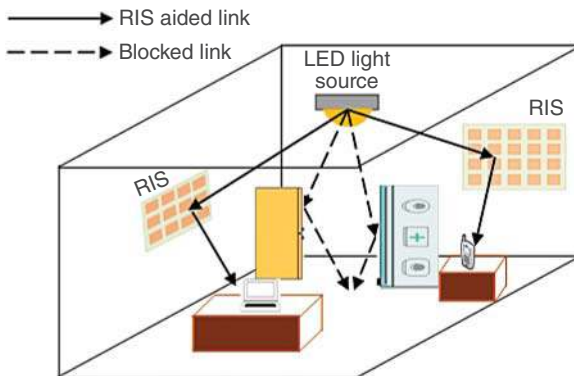 RIS aided link
Blocked link
LED light
source
RIS
RIS